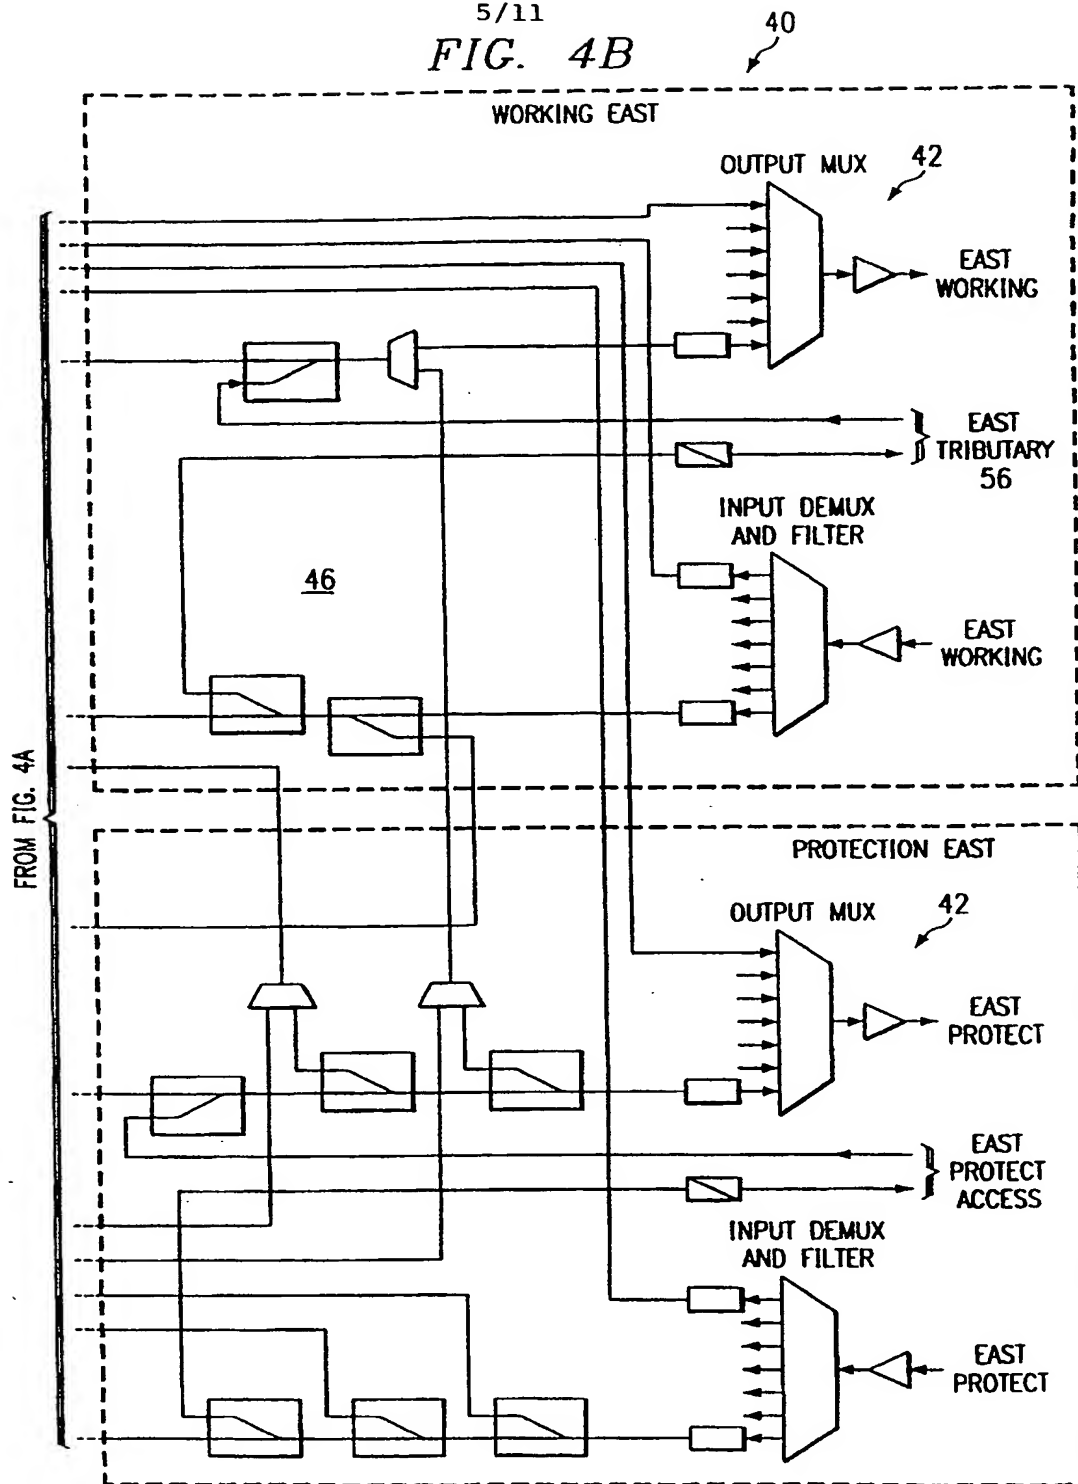 5/11
FIG. 4B
40
WORKING EAST
OUTPUT MUX
42
EAST
WORKING
EAST
TRIBUTARY
56
INPUT DEMUX
AND FILTER
46
EAST
WORKING
FROM FIG. 4A
PROTECTION EAST
OUTPUT MUX
42
EAST
PROTECT
EAST
PROTECT
ACCESS
INPUT DEMUX
AND FILTER
EAST
PROTECT